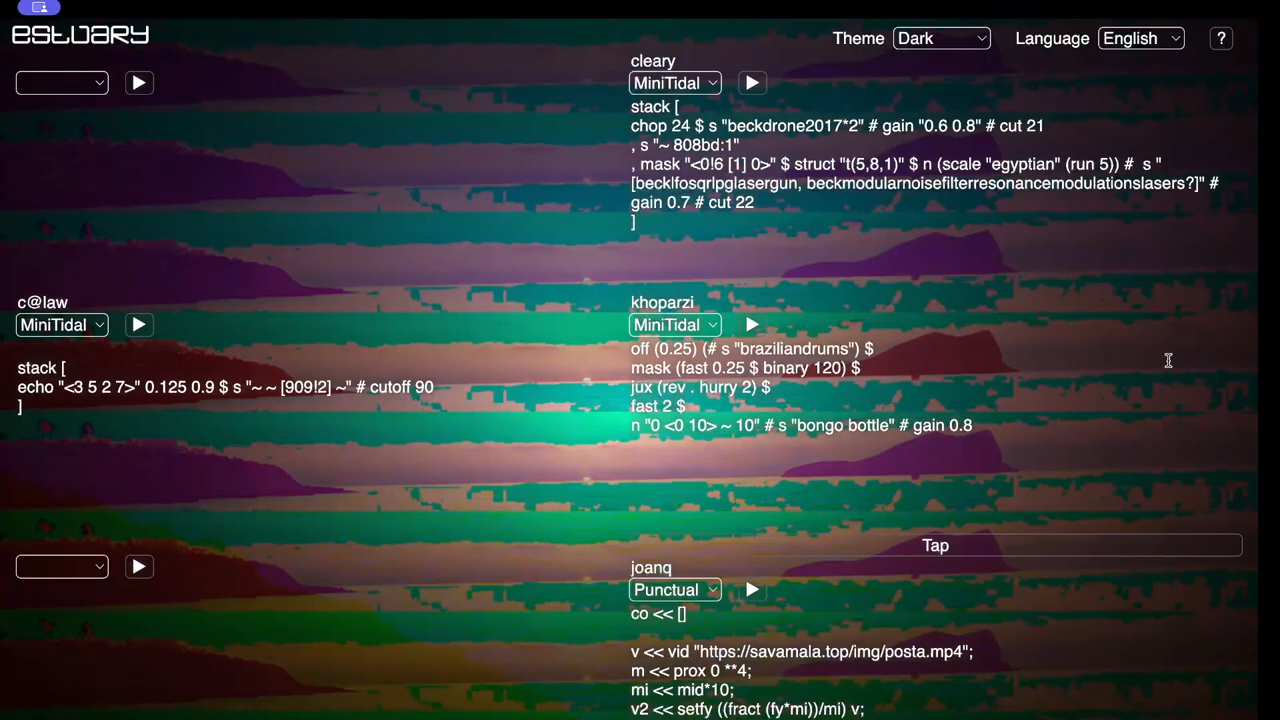 estuary
Theme Dark Language English ?
cleary
MiniTidal
stack [
chop 24 $ s "beckdrone2017*2" # gain "0.6 0.8" # cut 21
, s "~ 808bd:1"
, mask "<0!6 [1] 0>" $ struct "t(5,8,1)" $ n (scale "egyptian" (run 5)) #  s "
[becklfosqrlpglasergun, beckmodularnoisefilterresonancemodulationslasers?]" #
gain 0.7 # cut 22
]
c@law
MiniTidal
stack [
echo "<3 5 2 7>" 0.125 0.9 $ s "~ ~ [909!2] ~" # cutoff 90
]
khoparzi
MiniTidal
off (0.25) (# s "braziliandrums") $
mask (fast 0.25 $ binary 120) $
jux (rev . hurry 2) $
fast 2 $
n "0 <0 10> ~ 10" # s "bongo bottle" # gain 0.8
Tap
joanq
Punctual
co << []
v << vid "https://savamala.top/img/posta.mp4";
m << prox 0 **4;
mi << mid*10;
v2 << setfy ((fract (fy*mi))/mi) v;